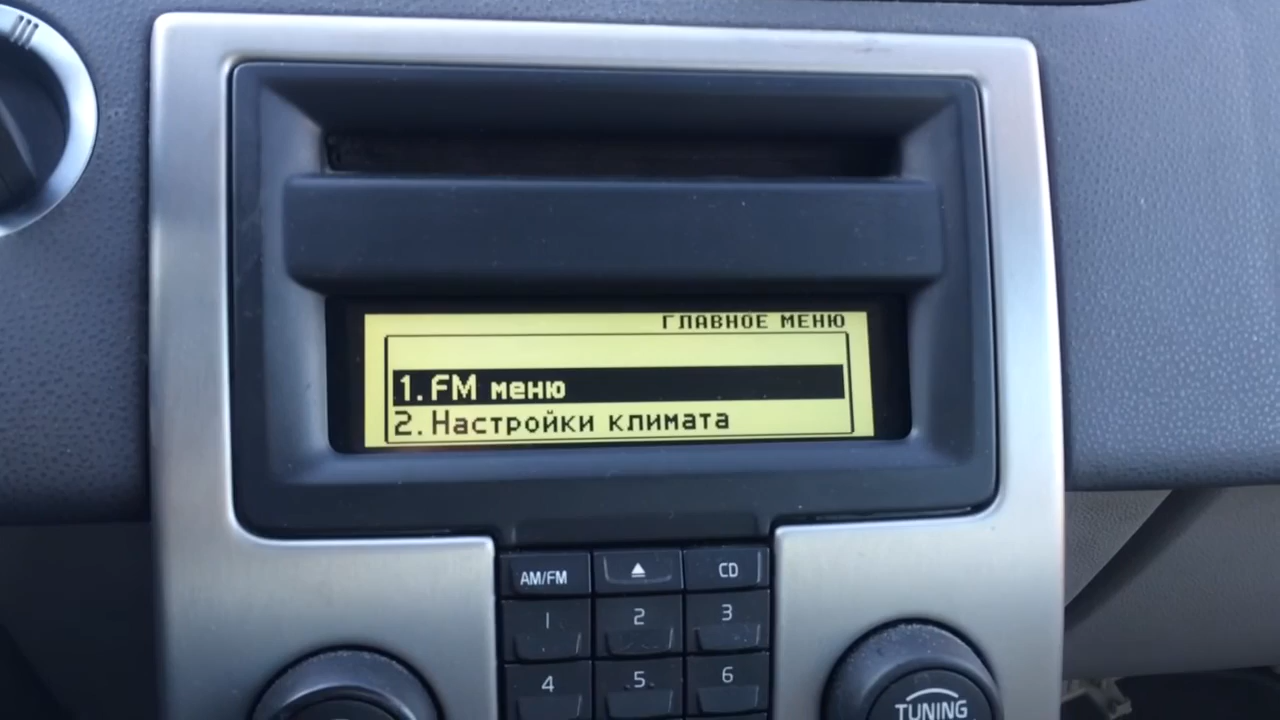 ГЛАВНОЕ МЕНЮ
1. FM меню
2. Настройки климата
AM/FM
CD
1
2
3
4
5
6
TUNING